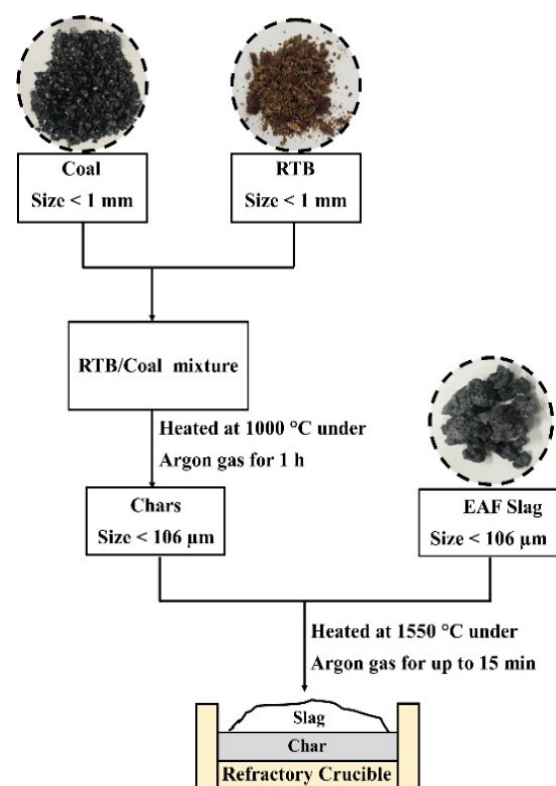 Coal
Size < 1 mm
RTB
Size < 1 mm
RTB/Coal mixture
Heated at 1000 °C under
Argon gas for 1 h
Chars
Size < 106 µm
EAF Slag
Size < 106 µm
Heated at 1550 °C under
Argon gas for up to 15 min
Slag
Char
Refractory Crucible